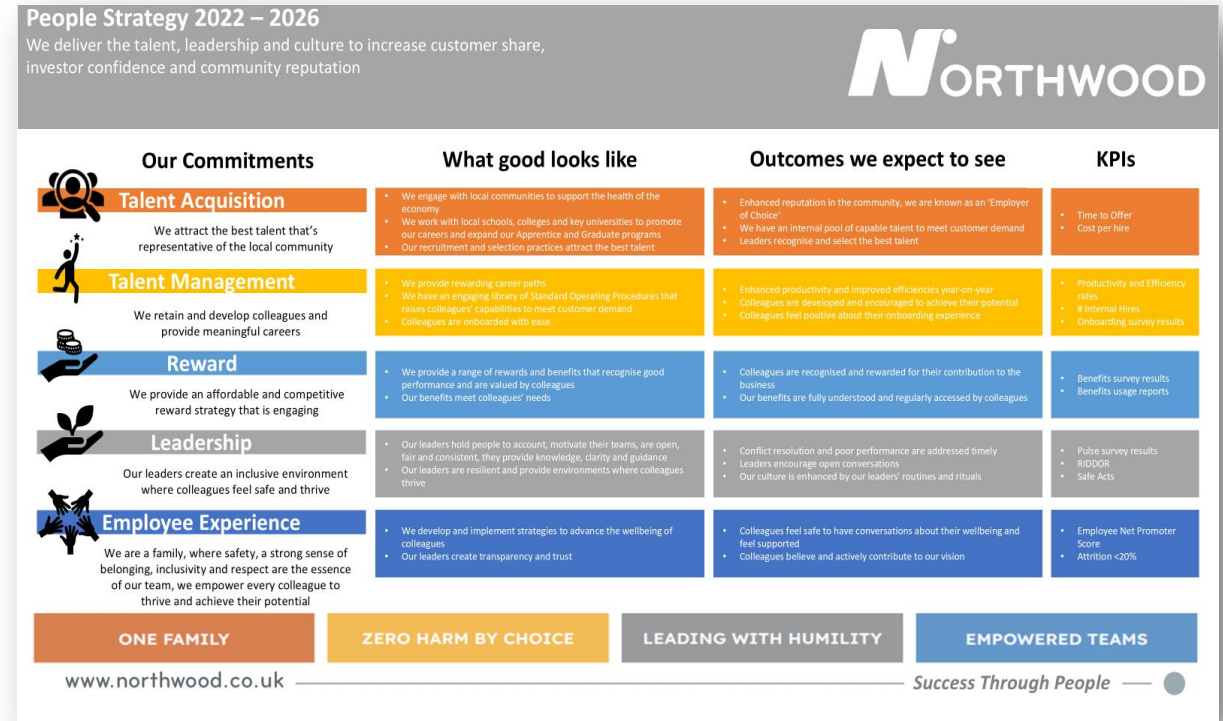 People Strategy 2022 – 2026
We deliver the talent, leadership and culture to increase customer share,
investor confidence and community reputation
NORTHWOOD
Our Commitments
What good looks like
Outcomes we expect to see
KPIs
Talent Acquisition
We attract the best talent that's
representative of the local community
• We engage with local communities to support the health of the
economy
• We work with local schools, colleges and key universities to promote
our careers and expand our Apprentice and Graduate programs
• Our recruitment and selection practices attract the best talent
• Enhanced reputation in the community, we are known as an 'Employer
of Choice'
• We have an internal pool of capable talent to meet customer demand
• Leaders recognise and select the best talent
• Time to Offer
• Cost per hire
Talent Management
We retain and develop colleagues and
provide meaningful careers
• We provide rewarding career paths
• We have an engaging library of Standard Operating Procedures that
raises colleagues' capabilities to meet customer demand
• Colleagues are onboarded with ease
• Enhanced productivity and improved efficiencies year-on-year
• Colleagues are developed and encouraged to achieve their potential
• Colleagues feel positive about their onboarding experience
• Productivity and Efficiency
rates
• # Internal Hires
• Onboarding survey results
Reward
We provide an affordable and competitive
reward strategy that is engaging
• We provide a range of rewards and benefits that recognise good
performance and are valued by colleagues
• Our benefits meet colleagues' needs
• Colleagues are recognised and rewarded for their contribution to the
business
• Our benefits are fully understood and regularly accessed by colleagues
• Benefits survey results
• Benefits usage reports
Leadership
Our leaders create an inclusive environment
where colleagues feel safe and thrive
• Our leaders hold people to account, motivate their teams, are open,
fair and consistent, they provide knowledge, clarity and guidance
• Our leaders are resilient and provide environments where colleagues
thrive
• Conflict resolution and poor performance are addressed timely
• Leaders encourage open conversations
• Our culture is enhanced by our leaders' routines and rituals
• Pulse survey results
• RIDDOR
• Safe Acts
Employee Experience
We are a family, where safety, a strong sense of
belonging, inclusivity and respect are the essence
of our team, we empower every colleague to
thrive and achieve their potential
• We develop and implement strategies to advance the wellbeing of
colleagues
• Our leaders create transparency and trust
• Colleagues feel safe to have conversations about their wellbeing and
feel supported
• Colleagues believe and actively contribute to our vision
• Employee Net Promoter
Score
• Attrition <20%
ONE FAMILY
ZERO HARM BY CHOICE
LEADING WITH HUMILITY
EMPOWERED TEAMS
www.northwood.co.uk
Success Through People